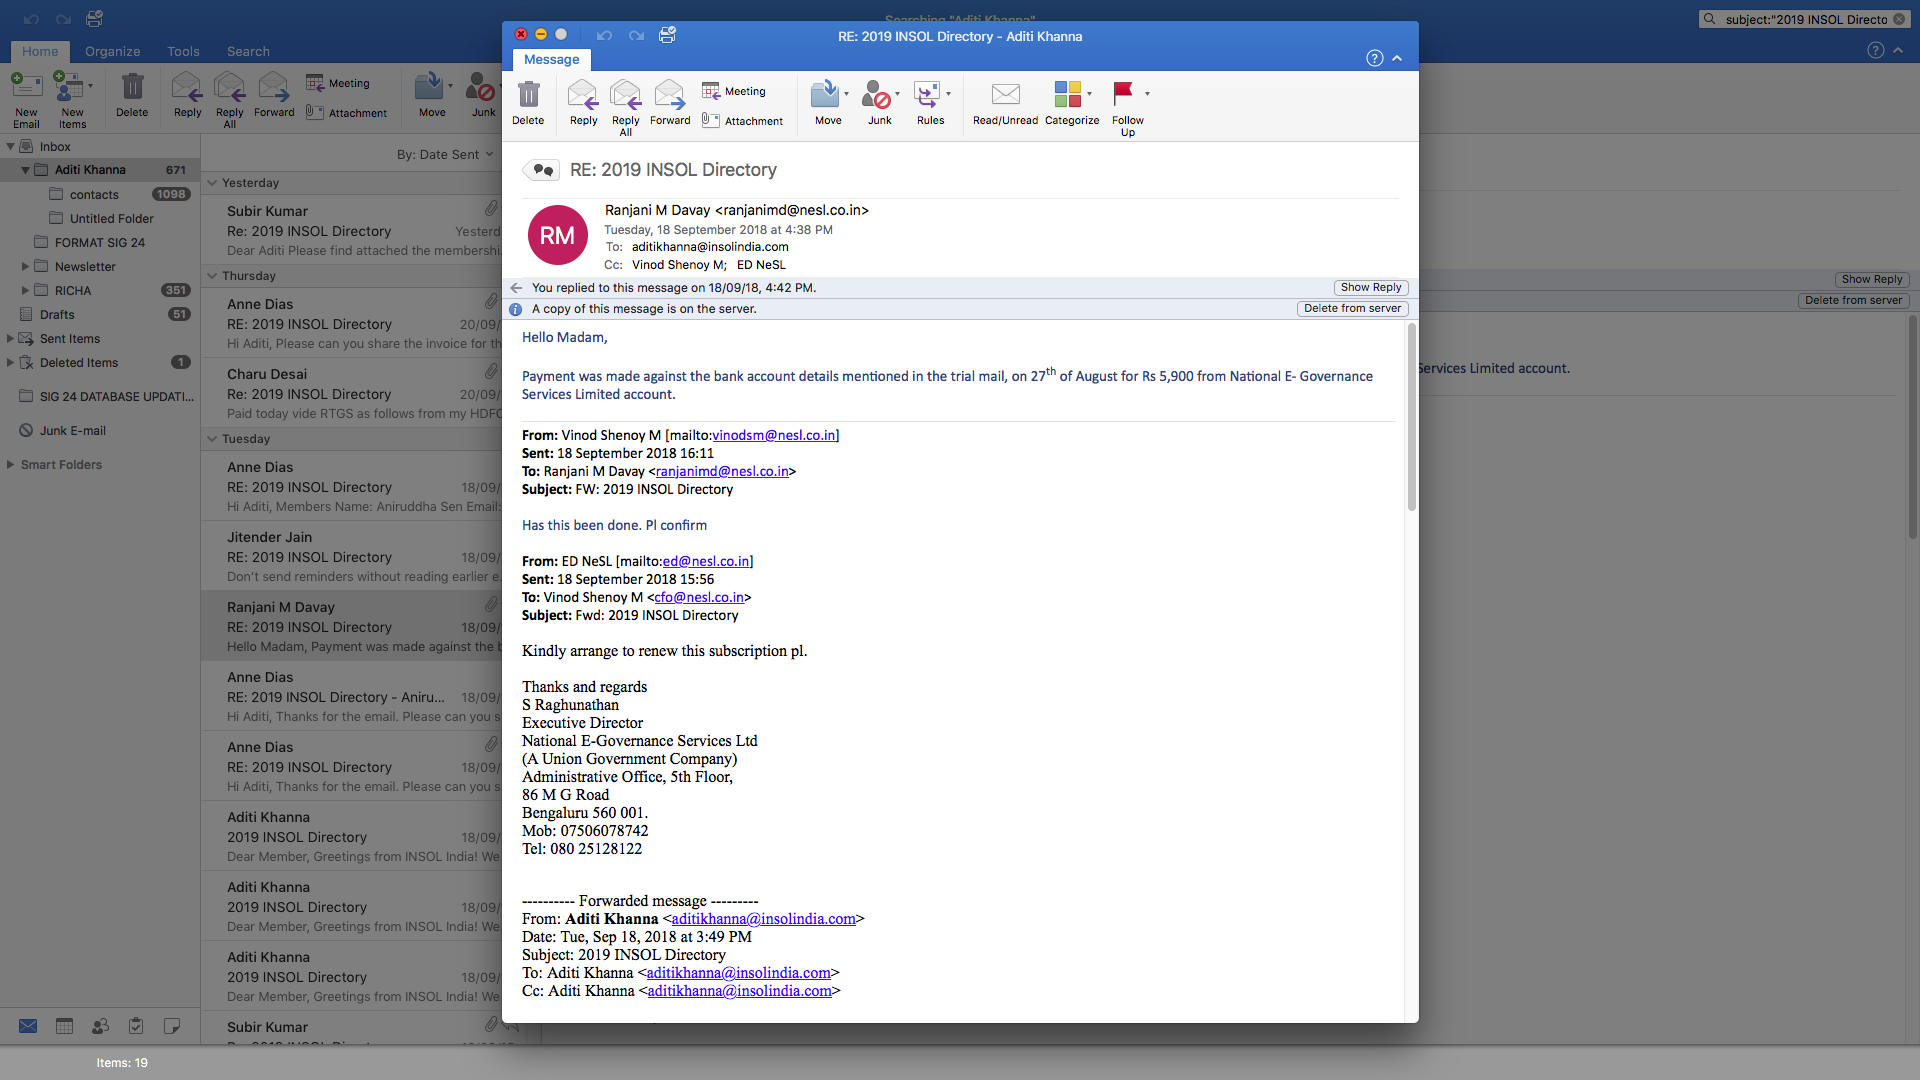 Searching "Aditi Khanna"
subject:"2019 INSOL Directo
Home
Organize
Tools
Search
New Email
New Items
Delete
Reply
Reply All
Forward
Meeting
Attachment
Move
Junk
Inbox
Aditi Khanna 671
contacts 1098
Untitled Folder
FORMAT SIG 24
Newsletter
RICHA 351
Drafts 51
Sent Items
Deleted Items 1
SIG 24 DATABASE UPDATI...
Junk E-mail
Smart Folders
Items: 19
By: Date Sent
Yesterday
Subir Kumar
Re: 2019 INSOL Directory Yesterd
Dear Aditi Please find attached the membershi
Thursday
Anne Dias
RE: 2019 INSOL Directory 20/09/
Hi Aditi, Please can you share the invoice for th
Charu Desai
Re: 2019 INSOL Directory 20/09/
Paid today vide RTGS as follows from my HDFC
Tuesday
Anne Dias
RE: 2019 INSOL Directory 18/09/
Hi Aditi, Members Name: Aniruddha Sen Email:
Jitender Jain
RE: 2019 INSOL Directory 18/09/
Don't send reminders without reading earlier e
Ranjani M Davay
RE: 2019 INSOL Directory 18/09/
Hello Madam, Payment was made against the b
Anne Dias
RE: 2019 INSOL Directory - Aniru... 18/09/
Hi Aditi, Thanks for the email. Please can you s
Anne Dias
RE: 2019 INSOL Directory 18/09/
Hi Aditi, Thanks for the email. Please can you s
Aditi Khanna
2019 INSOL Directory 18/09/
Dear Member, Greetings from INSOL India! We
Aditi Khanna
2019 INSOL Directory 18/09/
Dear Member, Greetings from INSOL India! We
Aditi Khanna
2019 INSOL Directory 18/09/
Dear Member, Greetings from INSOL India! We
Subir Kumar
RE: 2019 INSOL Directory - Aditi Khanna
Message
Delete
Reply
Reply All
Forward
Meeting
Attachment
Move
Junk
Rules
Read/Unread
Categorize
Follow Up
RE: 2019 INSOL Directory
RM
Ranjani M Davay <ranjanimd@nesl.co.in>
Tuesday, 18 September 2018 at 4:38 PM
To: aditikhanna@insolindia.com
Cc: Vinod Shenoy M; ED NeSL
You replied to this message on 18/09/18, 4:42 PM. Show Reply
A copy of this message is on the server. Delete from server
Hello Madam,
Payment was made against the bank account details mentioned in the trial mail, on 27th of August for Rs 5,900 from National E- Governance
Services Limited account.
From: Vinod Shenoy M [mailto:vinodsm@nesl.co.in]
Sent: 18 September 2018 16:11
To: Ranjani M Davay <ranjanimd@nesl.co.in>
Subject: FW: 2019 INSOL Directory
Has this been done. Pl confirm
From: ED NeSL [mailto:ed@nesl.co.in]
Sent: 18 September 2018 15:56
To: Vinod Shenoy M <cfo@nesl.co.in>
Subject: Fwd: 2019 INSOL Directory
Kindly arrange to renew this subscription pl.
Thanks and regards
S Raghunathan
Executive Director
National E-Governance Services Ltd
(A Union Government Company)
Administrative Office, 5th Floor,
86 M G Road
Bengaluru 560 001.
Mob: 07506078742
Tel: 080 25128122
---------- Forwarded message ---------
From: Aditi Khanna <aditikhanna@insolindia.com>
Date: Tue, Sep 18, 2018 at 3:49 PM
Subject: 2019 INSOL Directory
To: Aditi Khanna <aditikhanna@insolindia.com>
Cc: Aditi Khanna <aditikhanna@insolindia.com>
Show Reply
Delete from server
Services Limited account.